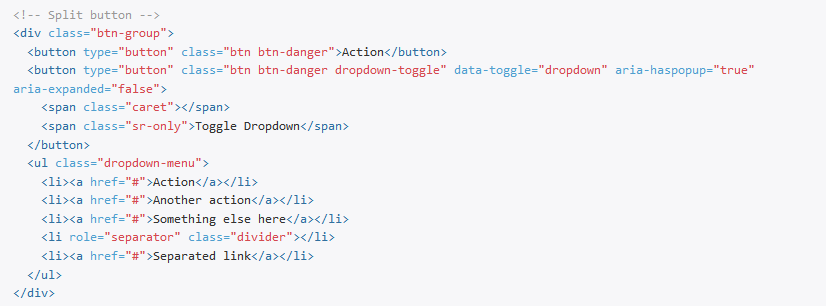 <!-- Split button -->
<div class="btn-group">
  <button type="button" class="btn btn-danger">Action</button>
  <button type="button" class="btn btn-danger dropdown-toggle" data-toggle="dropdown" aria-haspopup="true"
aria-expanded="false">
    <span class="caret"></span>
    <span class="sr-only">Toggle Dropdown</span>
  </button>
  <ul class="dropdown-menu">
    <li><a href="#">Action</a></li>
    <li><a href="#">Another action</a></li>
    <li><a href="#">Something else here</a></li>
    <li role="separator" class="divider"></li>
    <li><a href="#">Separated link</a></li>
  </ul>
</div>